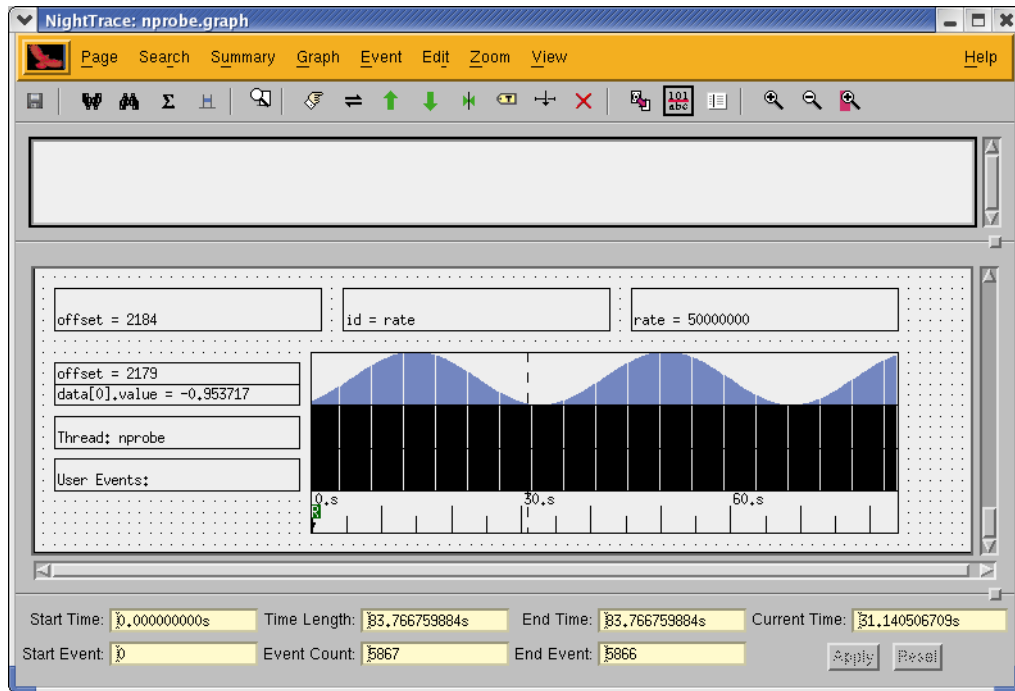 NightTrace: nprobe.graph
Page Search Summary Graph Event Edit Zoom View Help
Σ 101 abc
offset = 2184 id = rate rate = 50000000
offset = 2179
data[0].value = -0.953717
Thread: nprobe
User Events:
0.s 30.s 60.s
R
Start Time: 0.000000000s Time Length: 83.766759884s End Time: 83.766759884s Current Time: 31.140506709s
Start Event: 0 Event Count: 5867 End Event: 5866 Apply Reset